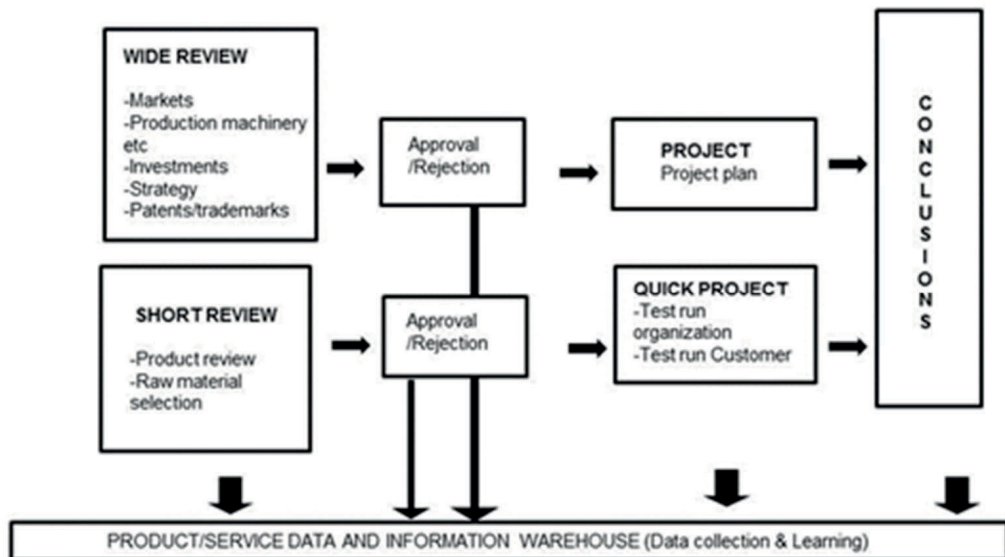 WIDE REVIEW
-Markets
-Production machinery
etc
-Investments
-Strategy
-Patents/trademarks
Approval
/Rejection
PROJECT
Project plan
SHORT REVIEW
-Product review
-Raw material
selection
Approval
/Rejection
QUICK PROJECT
-Test run
organization
-Test run Customer
CONCLUSIONS
PRODUCT/SERVICE DATA AND INFORMATION WAREHOUSE (Data collection & Learning)